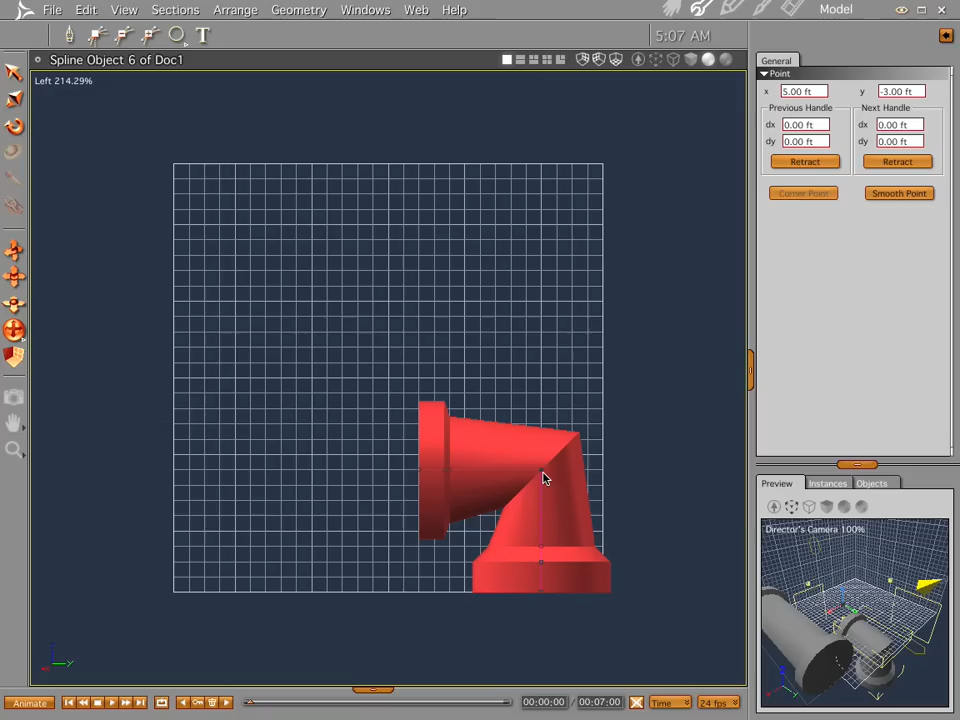 File Edit View Sections Arrange Geometry Windows Web Help Model
T 5:07 AM
Spline Object 6 of Doc1
Left 214.29%
General
Point
x 5.00 ft y -3.00 ft
Previous Handle Next Handle
dx 0.00 ft dx 0.00 ft
dy 0.00 ft dy 0.00 ft
Retract Retract
Corner Point Smooth Point
Preview Instances Objects
Director's Camera 100%
Animate 00:00:00 / 00:07:00 Time 24 fps